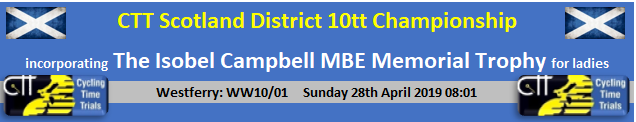 CTT Scotland District 10tt Championship
incorporating The Isobel Campbell MBE Memorial Trophy for ladies
CTT Cycling Time Trials
Westferry: WW10/01 Sunday 28th April 2019 08:01
CTT Cycling Time Trials